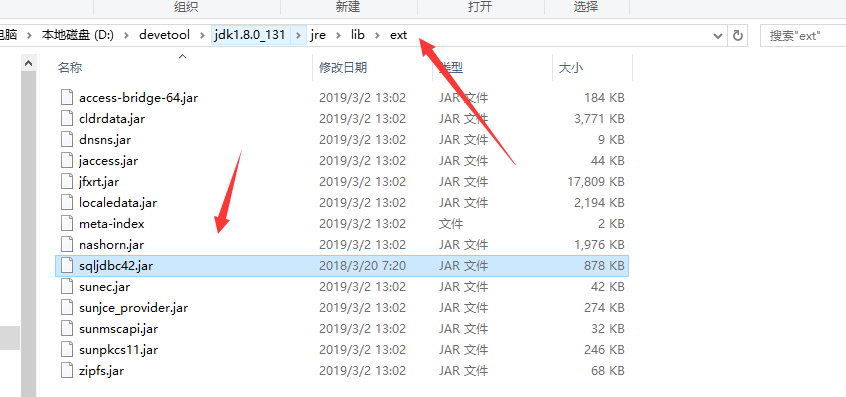 组织 新建 打开 选择
电脑 > 本地磁盘 (D:) > devetool > jdk1.8.0_131 > jre > lib > ext 搜索"ext"
名称 修改日期 类型 大小
access-bridge-64.jar 2019/3/2 13:02 JAR 文件 184 KB
cldrdata.jar 2019/3/2 13:02 JAR 文件 3,771 KB
dnsns.jar 2019/3/2 13:02 JAR 文件 9 KB
jaccess.jar 2019/3/2 13:02 JAR 文件 44 KB
jfxrt.jar 2019/3/2 13:02 JAR 文件 17,809 KB
localedata.jar 2019/3/2 13:02 JAR 文件 2,194 KB
meta-index 2019/3/2 13:02 文件 2 KB
nashorn.jar 2019/3/2 13:02 JAR 文件 1,976 KB
sqljdbc42.jar 2018/3/20 7:20 JAR 文件 878 KB
sunec.jar 2019/3/2 13:02 JAR 文件 42 KB
sunjce_provider.jar 2019/3/2 13:02 JAR 文件 274 KB
sunmscapi.jar 2019/3/2 13:02 JAR 文件 32 KB
sunpkcs11.jar 2019/3/2 13:02 JAR 文件 246 KB
zipfs.jar 2019/3/2 13:02 JAR 文件 68 KB